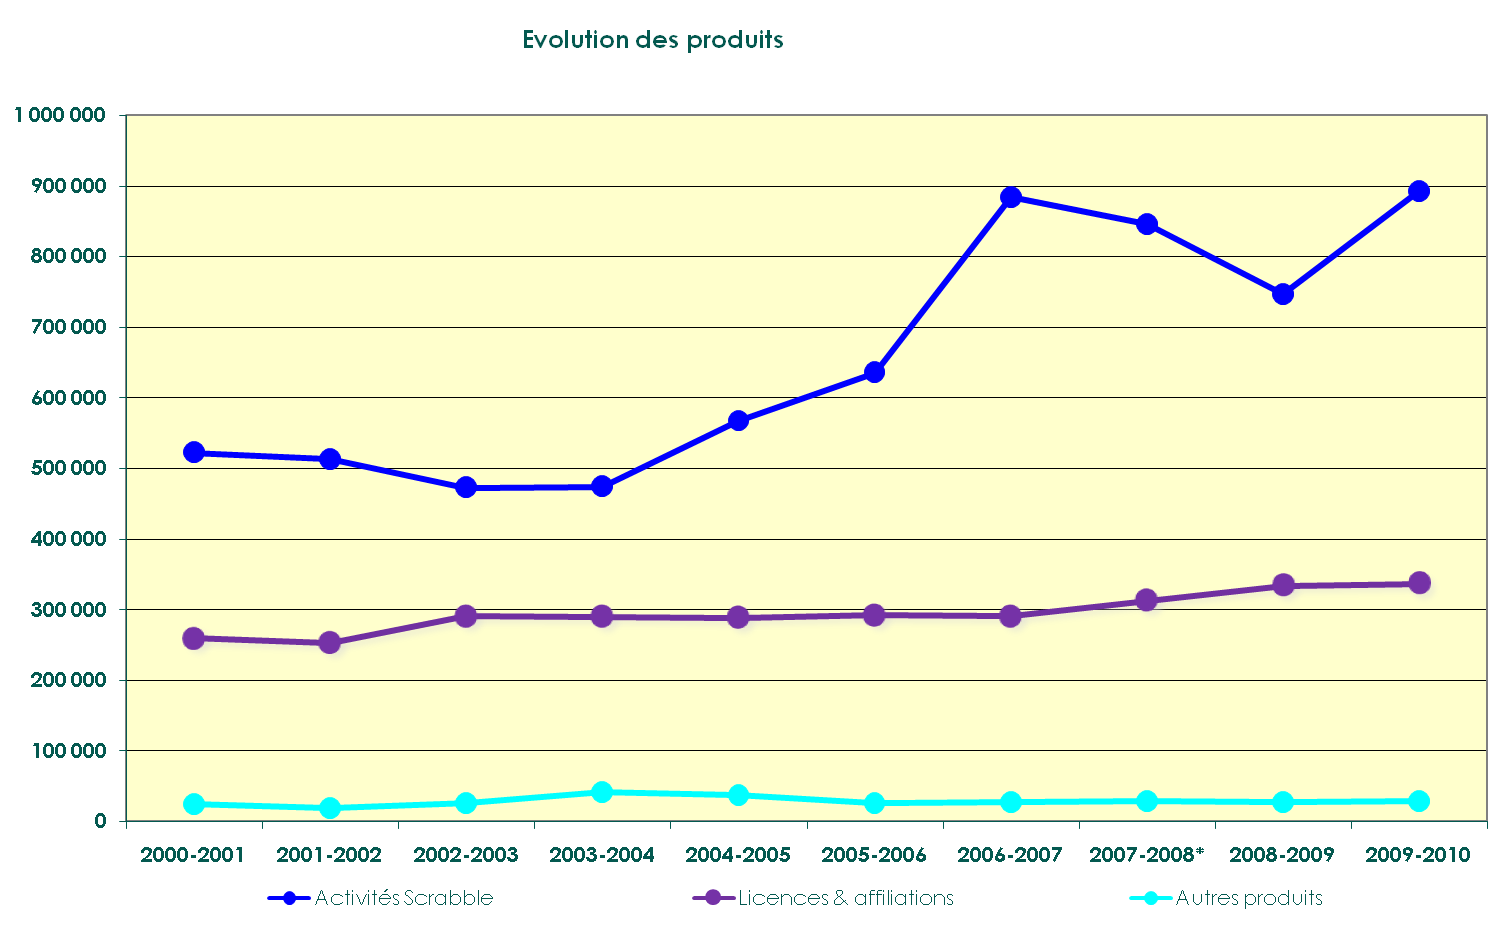 Evolution des produits
1 000 000
900 000
800 000
700 000
600 000
500 000
400 000
300 000
200 000
100 000
0
2000-2001 2001-2002 2002-2003 2003-2004 2004-2005 2005-2006 2006-2007 2007-2008* 2008-2009 2009-2010
Activités Scrabble Licences & affiliations Autres produits